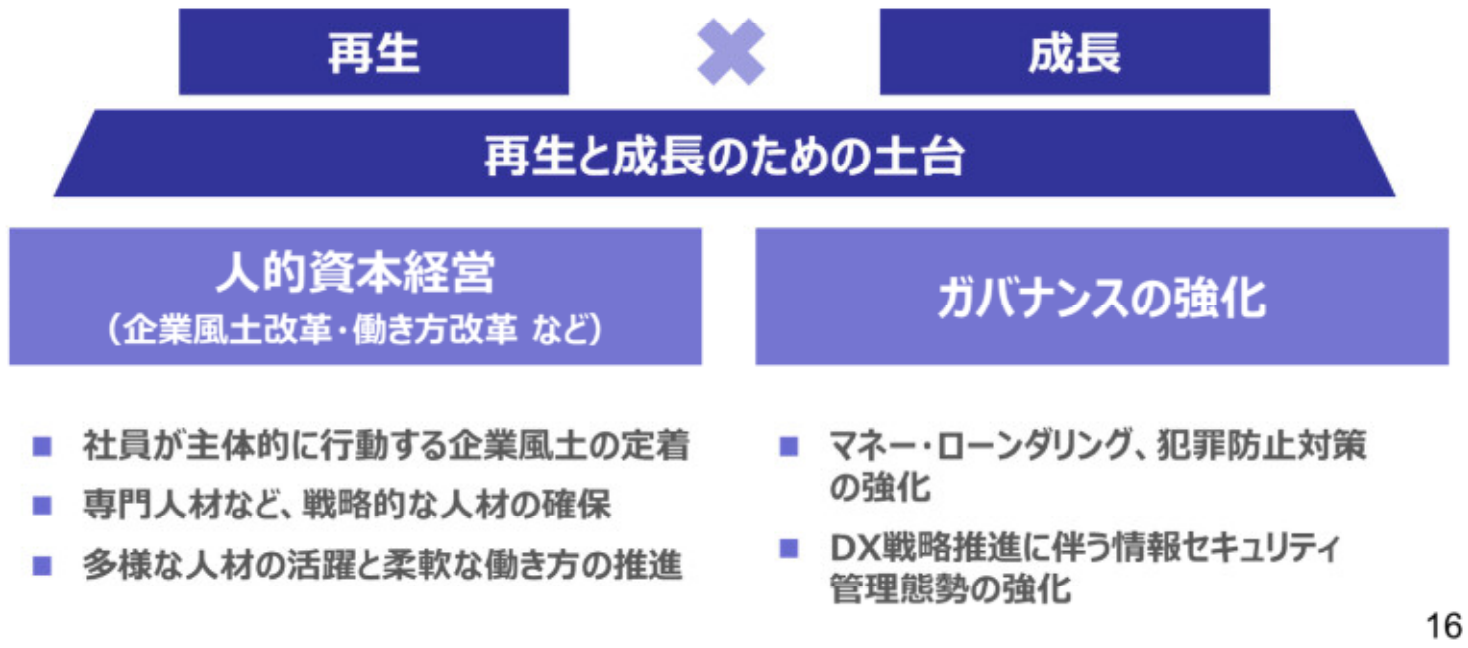 再生
成長
再生と成長のための土台
人的資本経営
（企業風土改革・働き方改革 など）
ガバナンスの強化
■ 社員が主体的に行動する企業風土の定着
■ 専門人材など、戦略的な人材の確保
■ 多様な人材の活躍と柔軟な働き方の推進
■ マネー・ローンダリング、犯罪防止対策
の強化
■ DX戦略推進に伴う情報セキュリティ
管理態勢の強化
16